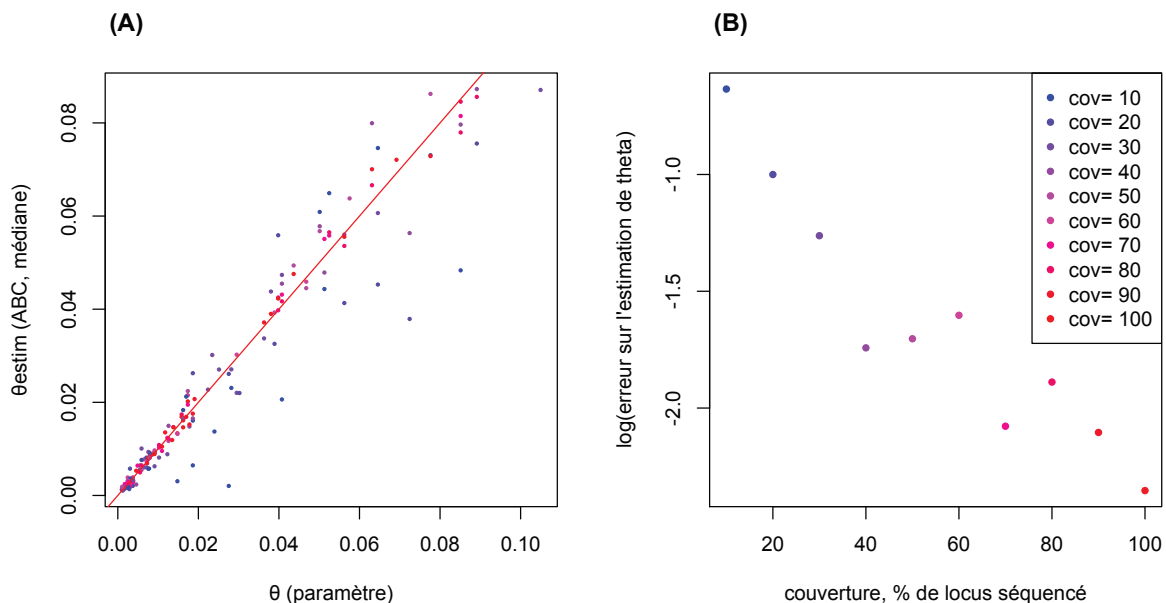 (A)
θestim (ABC, médiane)
0.08
0.06
0.04
0.02
0.00
0.00 0.02 0.04 0.06 0.08 0.10
θ (paramètre)
(B)
log(erreur sur l'estimation de theta)
-1.0
-1.5
-2.0
20 40 60 80 100
couverture, % de locus séquencé
cov= 10
cov= 20
cov= 30
cov= 40
cov= 50
cov= 60
cov= 70
cov= 80
cov= 90
cov= 100